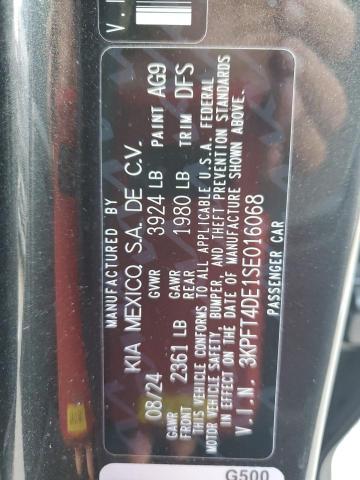 V.I.N
MANUFACTURED BY
KIA MEXICO, S.A. DE C.V.
08/24 GVWR 3924 LB PAINT AG9
GAWR FRONT 2361 LB GAWR REAR 1980 LB TRIM DFS
THIS VEHICLE CONFORMS TO ALL APPLICABLE U.S.A. FEDERAL
MOTOR VEHICLE SAFETY, BUMPER, AND THEFT PREVENTION STANDARDS
IN EFFECT ON THE DATE OF MANUFACTURE SHOWN ABOVE.
V.I.N. 3KPFT4DE1SE016068
PASSENGER CAR
G500